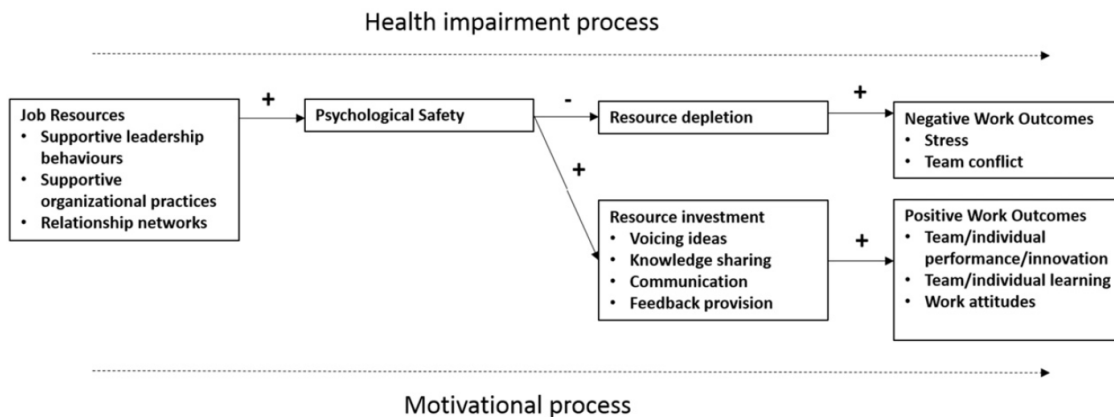 Health impairment process
+
-
+
Job Resources
• Supportive leadership
behaviours
• Supportive
organizational practices
• Relationship networks
Psychological Safety
Resource depletion
Negative Work Outcomes
• Stress
• Team conflict
+
Resource investment
• Voicing ideas
• Knowledge sharing
• Communication
• Feedback provision
+
Positive Work Outcomes
• Team/individual
performance/innovation
• Team/individual learning
• Work attitudes
Motivational process